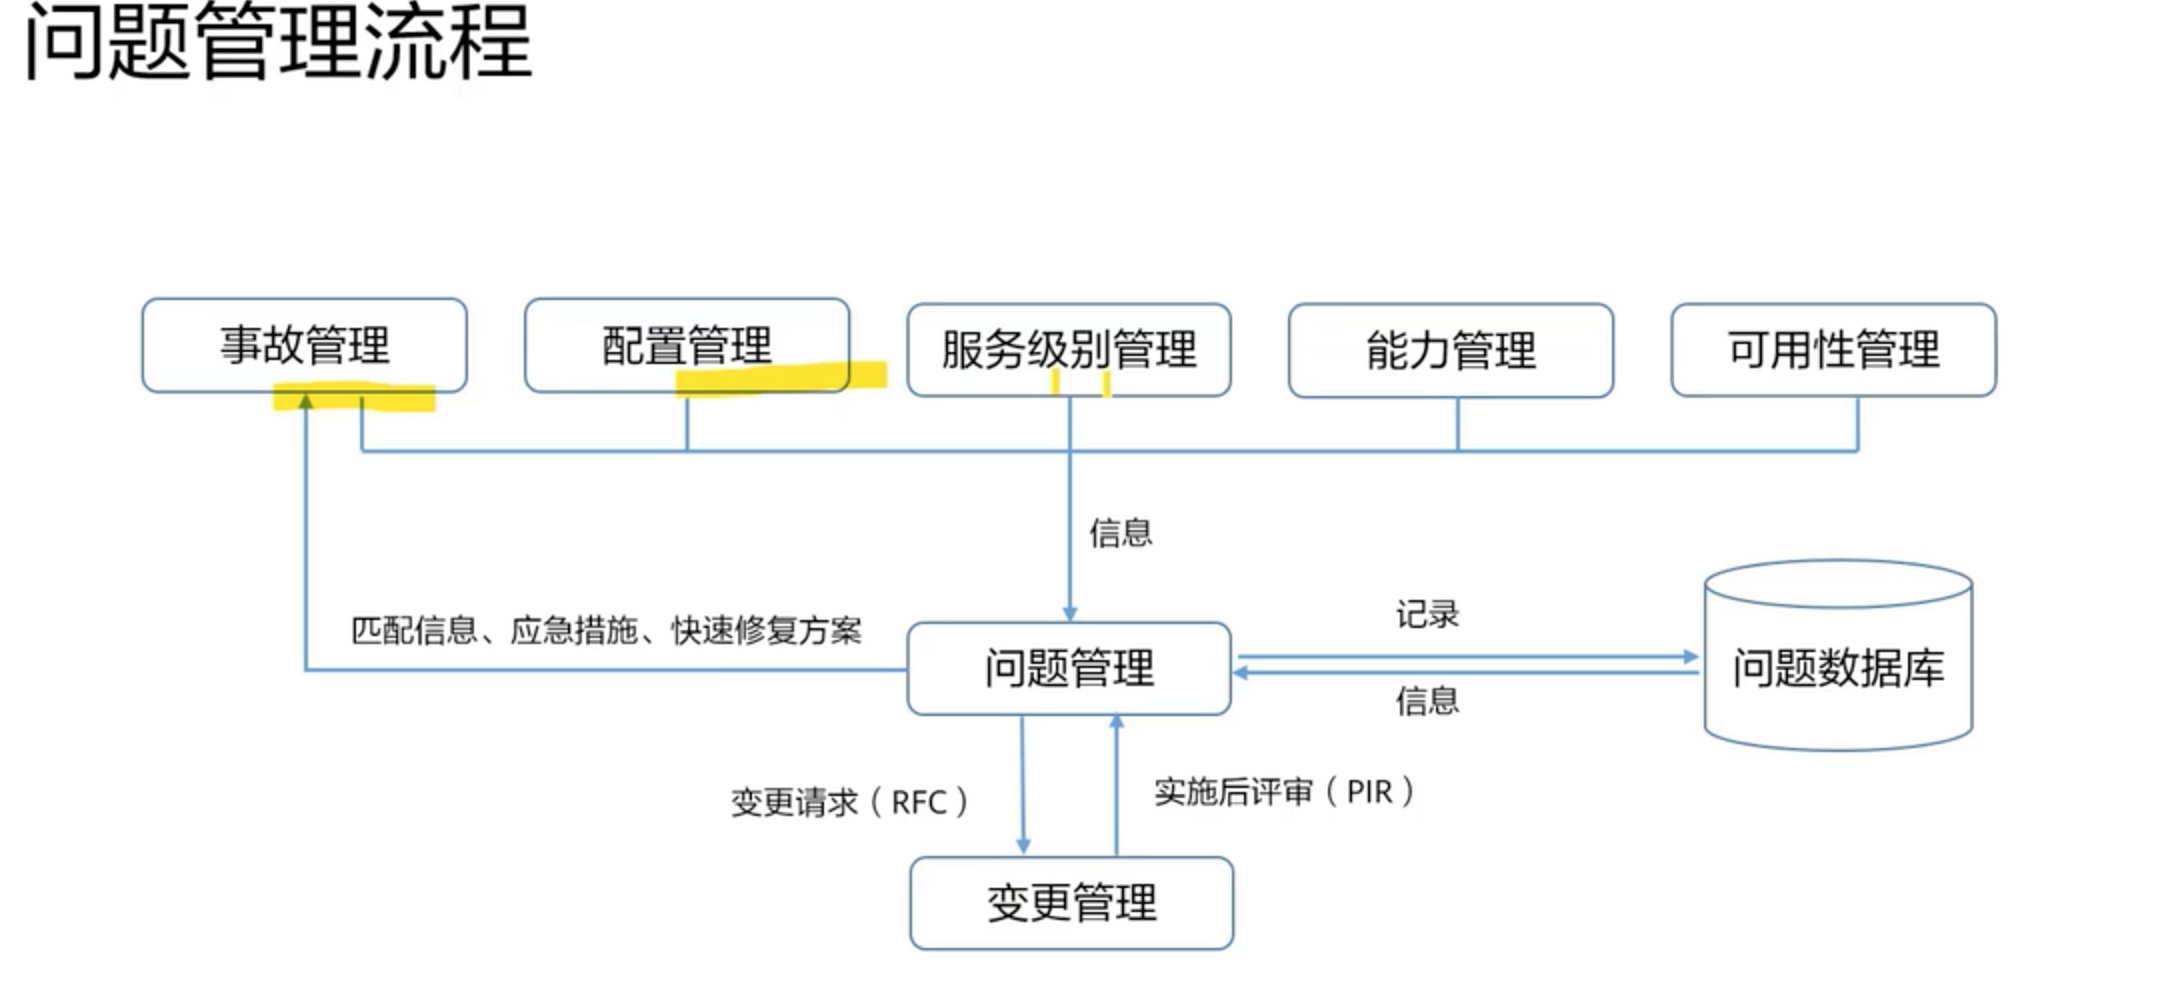 问题管理流程
事故管理
配置管理
服务级别管理
能力管理
可用性管理
信息
匹配信息、应急措施、快速修复方案
问题管理
记录
信息
问题数据库
变更请求（RFC）
实施后评审（PIR）
变更管理